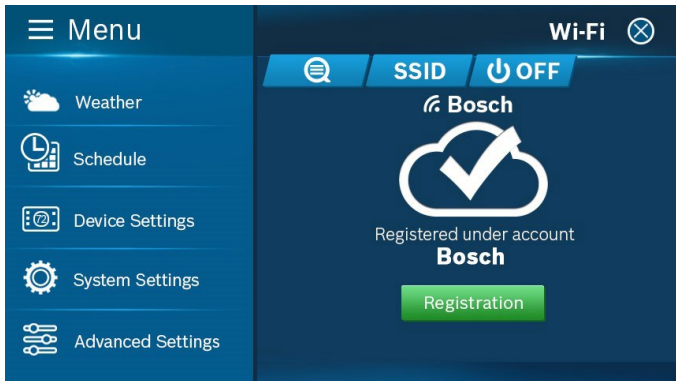 Menu
Weather
Schedule
72
Device Settings
System Settings
Advanced Settings
Wi-Fi
SSID
OFF
Bosch
Registered under account
Bosch
Registration